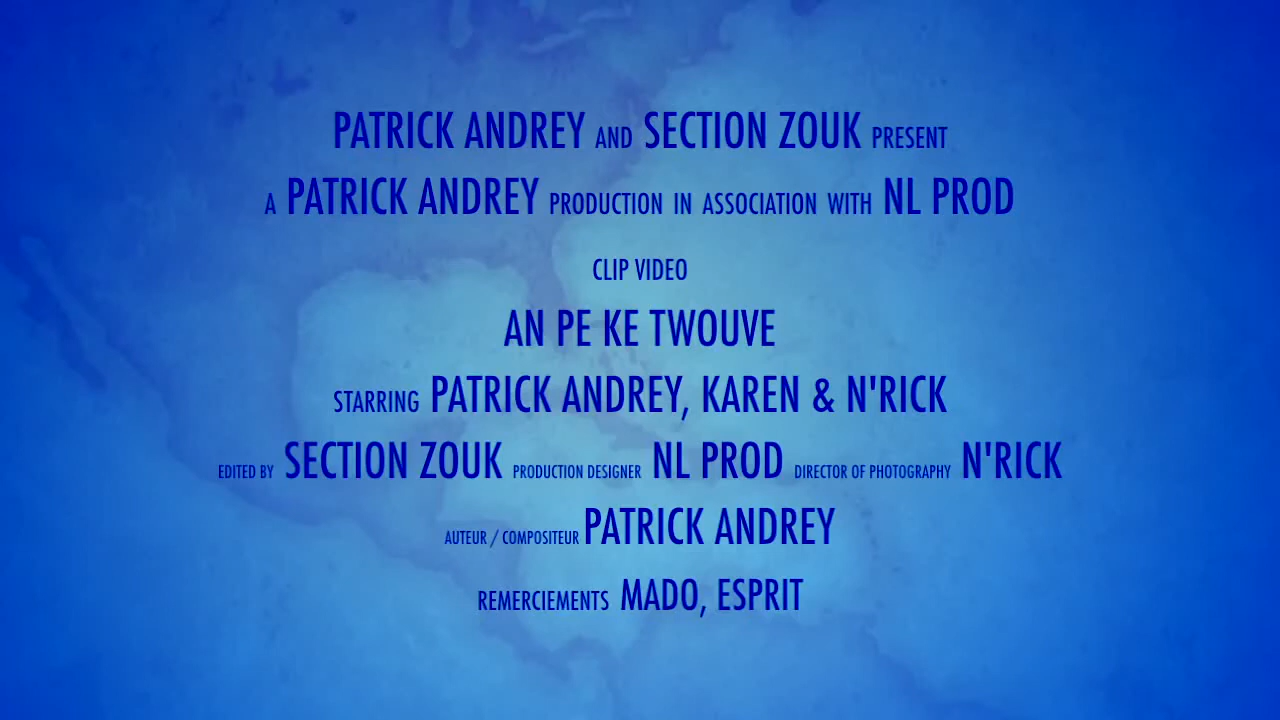 PATRICK ANDREY AND SECTION ZOUK PRESENT
A PATRICK ANDREY PRODUCTION IN ASSOCIATION WITH NL PROD
CLIP VIDEO
AN PE KE TWOUVE
STARRING PATRICK ANDREY, KAREN & N'RICK
EDITED BY SECTION ZOUK PRODUCTION DESIGNER NL PROD DIRECTOR OF PHOTOGRAPHY N'RICK
AUTEUR / COMPOSITEUR PATRICK ANDREY
REMERCIEMENTS MADO, ESPRIT